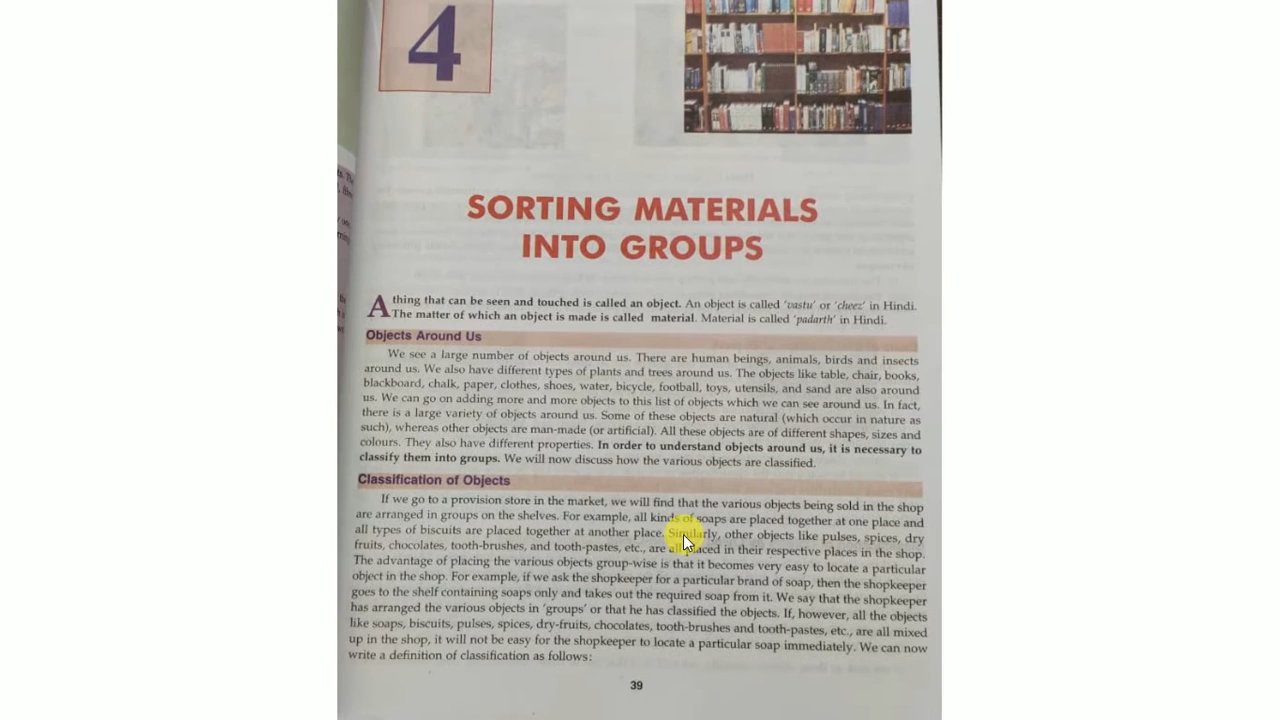 4
SORTING MATERIALS
INTO GROUPS
A thing that can be seen and touched is called an object. An object is called 'vastu' or 'cheez' in Hindi.
The matter of which an object is made is called material. Material is called 'padarth' in Hindi.
Objects Around Us
We see a large number of objects around us. There are human beings, animals, birds and insects
around us. We also have different types of plants and trees around us. The objects like table, chair, books,
blackboard, chalk, paper, clothes, shoes, water, bicycle, football, toys, utensils, and sand are also around
us. We can go on adding more and more objects to this list of objects which we can see around us. In fact,
there is a large variety of objects around us. Some of these objects are natural (which occur in nature as
such), whereas other objects are man-made (or artificial). All these objects are of different shapes, sizes and
colours. They also have different properties. In order to understand objects around us, it is necessary to
classify them into groups. We will now discuss how the various objects are classified.
Classification of Objects
If we go to a provision store in the market, we will find that the various objects being sold in the shop
are arranged in groups on the shelves. For example, all kinds of soaps are placed together at one place and
all types of biscuits are placed together at another place. Similarly, other objects like pulses, spices, dry
fruits, chocolates, tooth-brushes, and tooth-pastes, etc., are all placed in their respective places in the shop.
The advantage of placing the various objects group-wise is that it becomes very easy to locate a particular
object in the shop. For example, if we ask the shopkeeper for a particular brand of soap, then the shopkeeper
goes to the shelf containing soaps only and takes out the required soap from it. We say that the shopkeeper
has arranged the various objects in 'groups' or that he has classified the objects. If, however, all the objects
like soaps, biscuits, pulses, spices, dry-fruits, chocolates, tooth-brushes and tooth-pastes, etc., are all mixed
up in the shop, it will not be easy for the shopkeeper to locate a particular soap immediately. We can now
write a definition of classification as follows:
39